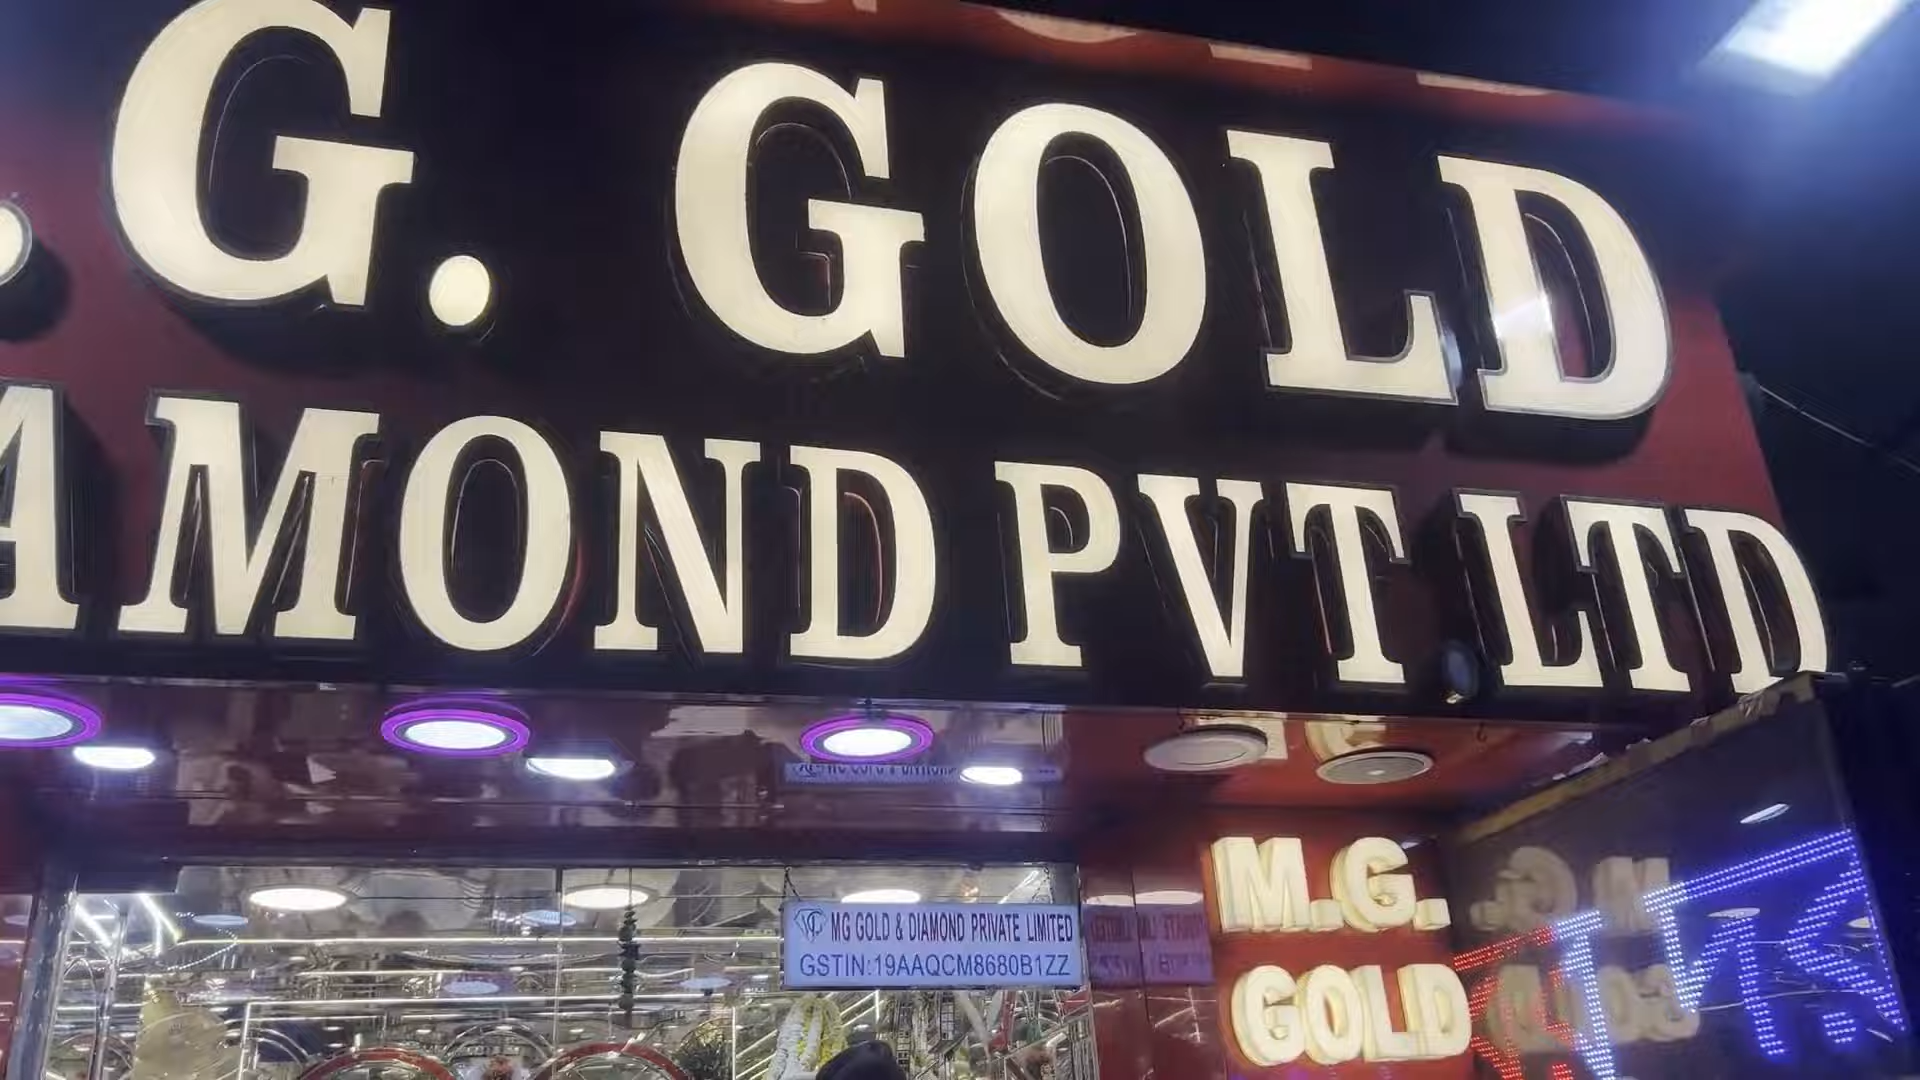 .G. GOLD
AMOND PVT LTD
MG GOLD & DIAMOND PRIVATE LIMITED
GSTIN:19AAQCM8680B1ZZ
M.G.
GOLD